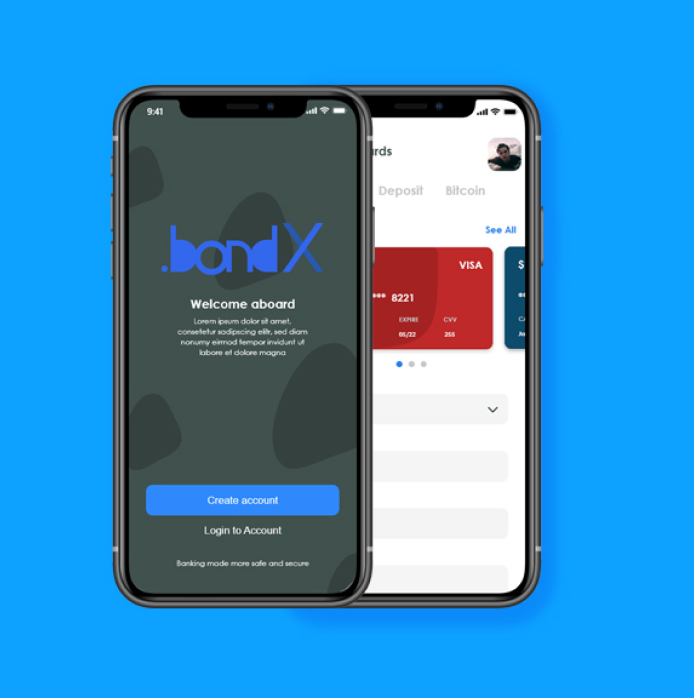 9:41
.bondX
Welcome aboard
Lorem ipsum dolor sit amet,
consetetur sadipscing elitr, sed diam
nonumy eirmod tempor invidunt ut
labore et dolore magna
Create account
Login to Account
Banking made more safe and secure
rds
Deposit Bitcoin
See All
VISA
*** 8221
EXPIRE CVV
05/22 255
$